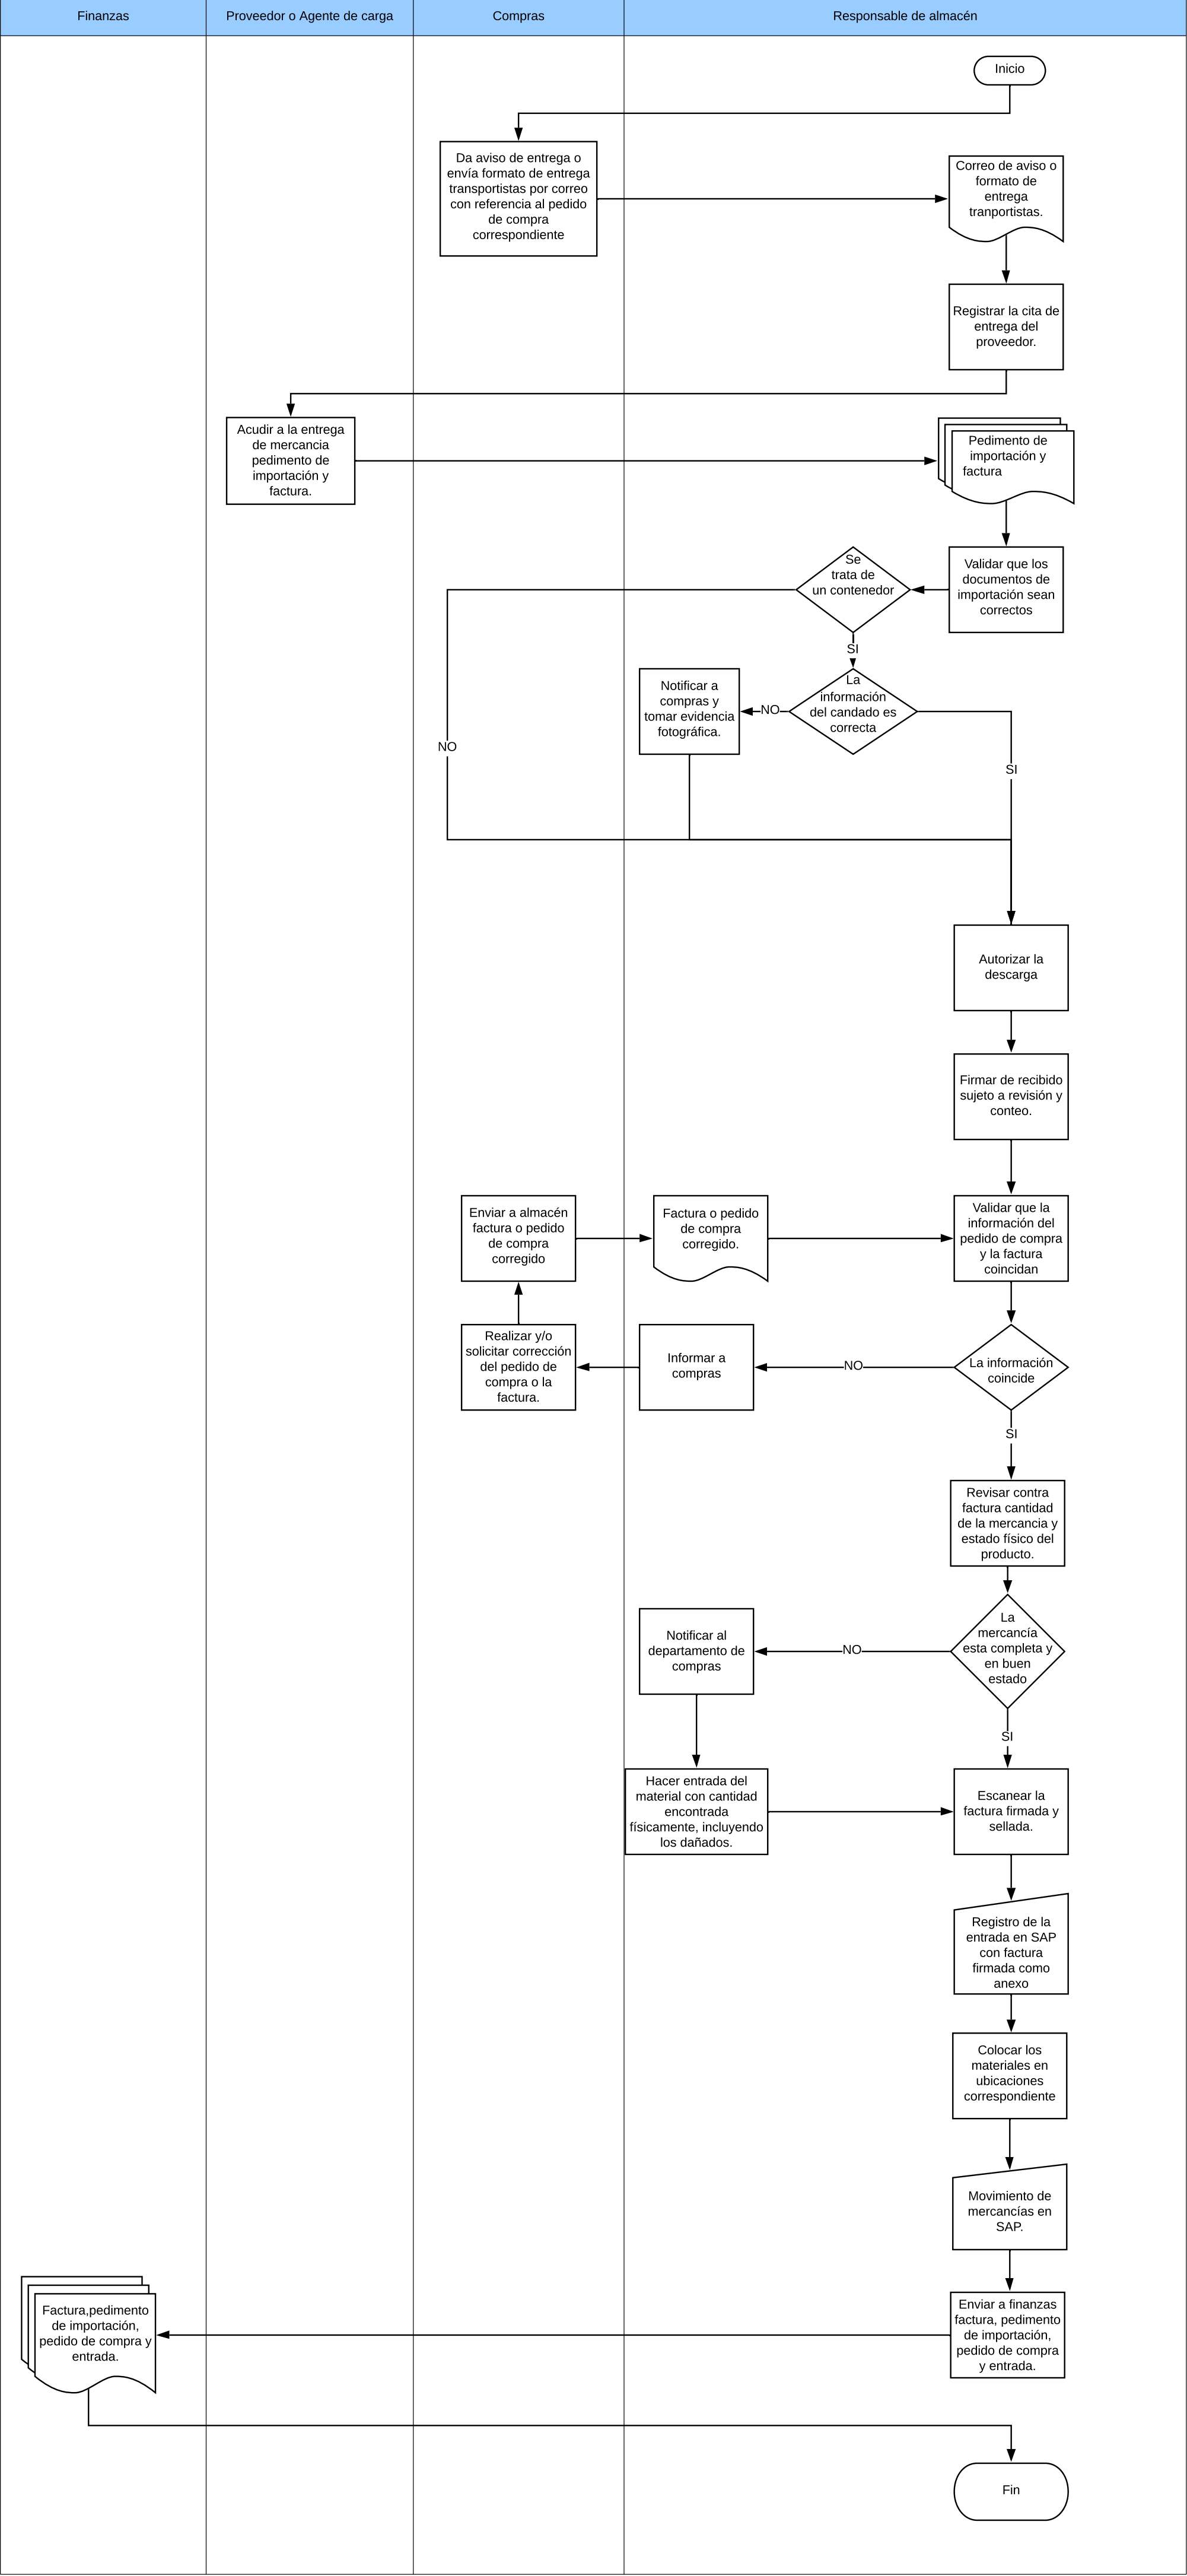 Finanzas
Proveedor o Agente de carga
Compras
Responsable de almacén
Inicio
Da aviso de entrega o
envía formato de entrega
transportistas por correo
con referencia al pedido
de compra
correspondiente
Correo de aviso o
formato de
entrega
tranportistas.
Registrar la cita de
entrega del
proveedor.
Acudir a la entrega
de mercancia
pedimento de
importación y
factura.
Pedimento de
importación y
factura
Validar que los
documentos de
importación sean
correctos
Se
trata de
un contenedor
SI
NO
La
información
del candado es
correcta
NO
SI
Notificar a
compras y
tomar evidencia
fotográfica.
Autorizar la
descarga
Firmar de recibido
sujeto a revisión y
conteo.
Enviar a almacén
factura o pedido
de compra
corregido
Factura o pedido
de compra
corregido.
Validar que la
información del
pedido de compra
y la factura
coincidan
Realizar y/o
solicitar corrección
del pedido de
compra o la
factura.
Informar a
compras
NO
La información
coincide
SI
Revisar contra
factura cantidad
de la mercancia y
estado físico del
producto.
Notificar al
departamento de
compras
NO
La
mercancía
esta completa y
en buen
estado
SI
Hacer entrada del
material con cantidad
encontrada
físicamente, incluyendo
los dañados.
Escanear la
factura firmada y
sellada.
Registro de la
entrada en SAP
con factura
firmada como
anexo
Colocar los
materiales en
ubicaciones
correspondiente
Movimiento de
mercancías en
SAP.
Factura,pedimento
de importación,
pedido de compra y
entrada.
Enviar a finanzas
factura, pedimento
de importación,
pedido de compra
y entrada.
Fin